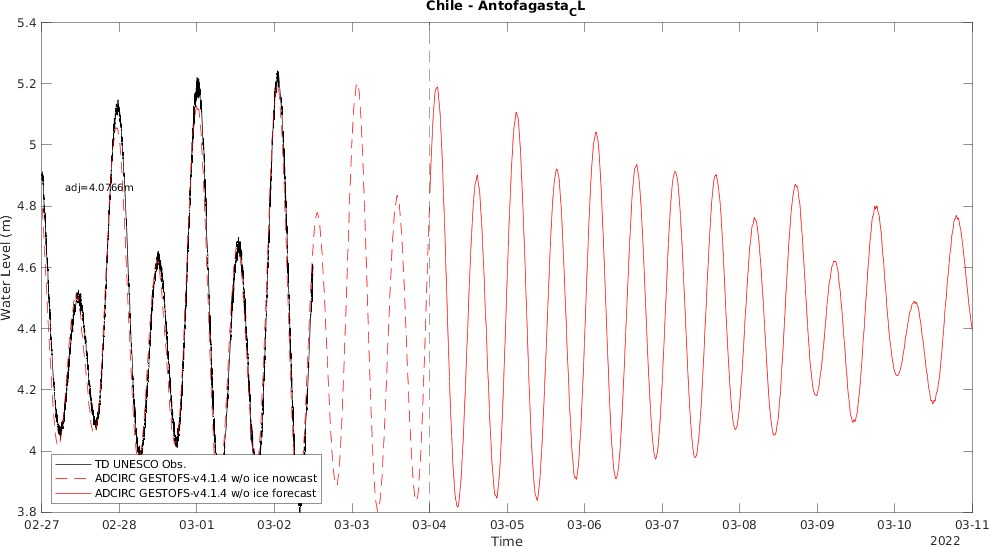 Chile - Antofagasta_CL
5.4
5.2
5
4.8
4.6
4.4
4.2
4
3.8
Water Level (m)
adj=4.0766m
TD UNESCO Obs.
ADCIRC GESTOFS-v4.1.4 w/o ice nowcast
ADCIRC GESTOFS-v4.1.4 w/o ice forecast
02-27 02-28 03-01 03-02 03-03 03-04 03-05 03-06 03-07 03-08 03-09 03-10 03-11
Time
2022